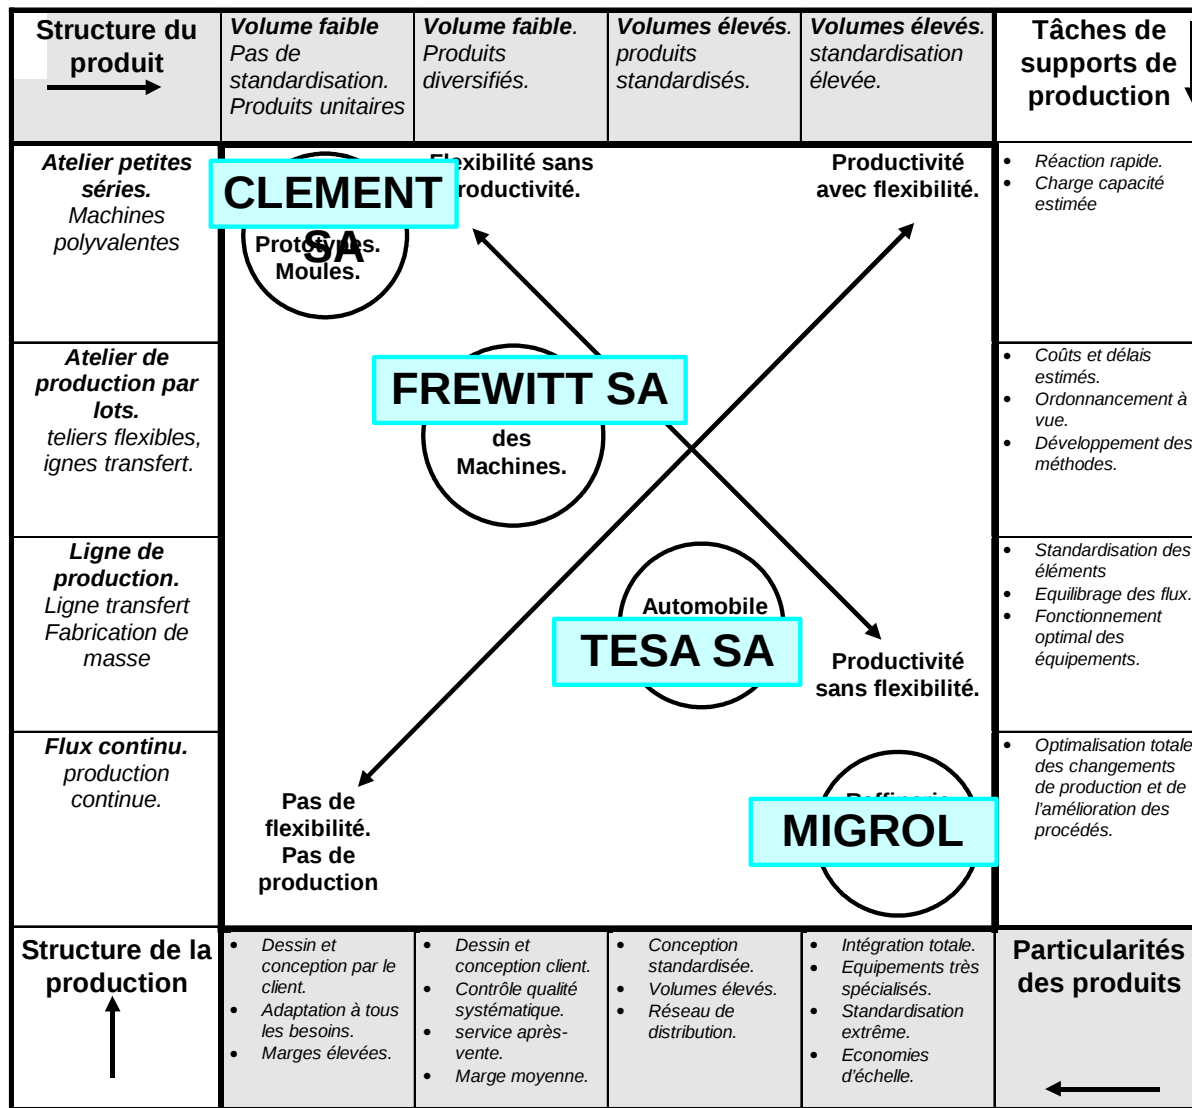 Structure du
produit
Volume faible
Pas de
standardisation.
Produits unitaires
Volume faible.
Produits
diversifiés.
Volumes élevés.
produits
standardisés.
Volumes élevés.
standardisation
élevée.
Tâches de
supports de
production
Atelier petites
séries.
Machines
polyvalentes
CLEMENT
SA
Prototypes.
Moules.
sans
Productivité
avec flexibilité.
• Réaction rapide.
• Charge capacité
estimée
Atelier de
production par
lots.
teliers flexibles,
ignes transfert.
FREWITT SA
des
Machines.
• Coûts et délais
estimés.
• Ordonnancement à
vue.
• Développement des
méthodes.
Ligne de
production.
Ligne transfert
Fabrication de
masse
Automobile
TESA SA
Productivité
sans flexibilité.
• Standardisation des
éléments
• Equilibrage des flux.
• Fonctionnement
optimal des
équipements.
Flux continu.
production
continue.
Pas de
flexibilité.
Pas de
production
MIGROL
• Optimalisation totale
des changements
de production et de
l'amélioration des
procédés.
Structure de la
production
• Dessin et
conception par le
client.
• Adaptation à tous
les besoins.
• Marges élevées.
• Dessin et
conception client.
• Contrôle qualité
systématique.
• service après-
vente.
• Marge moyenne.
• Conception
standardisée.
• Volumes élevés.
• Réseau de
distribution.
• Intégration totale.
• Equipements très
spécialisés.
• Standardisation
extrême.
• Economies
d'échelle.
Particularités
des produits